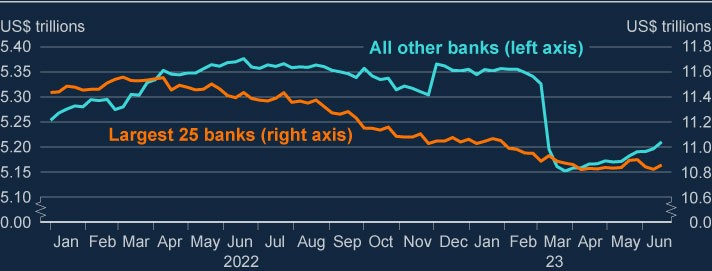 US$ trillions US$ trillions
5.40 All other banks (left axis) 11.8
5.35 11.6
5.30 11.4
5.25 11.2
Largest 25 banks (right axis)
5.20 11.0
5.15 10.8
5.10 10.6
0.00 0.0
Jan Feb Mar Apr May Jun Jul Aug Sep Oct Nov Dec Jan Feb Mar Apr May Jun
2022 23